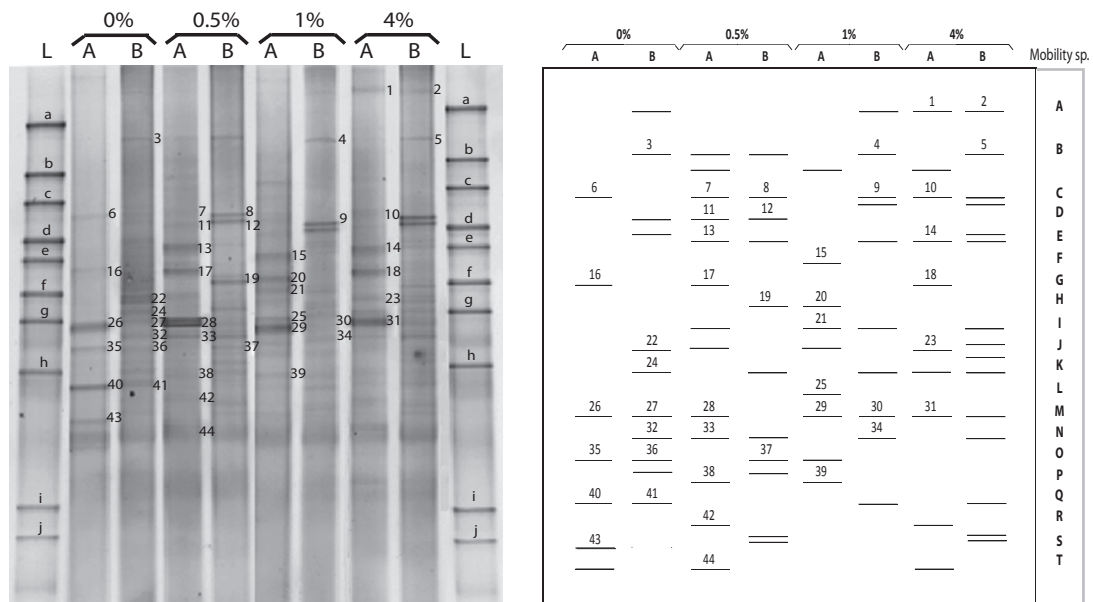 0% 0.5% 1% 4%
L A B A B A B A B L
1 2
a a
3 4 5
b b
c c
6 7 8 9 10
11 12
d d
e e
13 14
15
16 17 18
19 20
f f
21
22 23
g g
24
25
26 27 28 29 30 31
32 33 34
35 36 37
h h
38 39
40 41
42
43
44
i i
j j
0% 0.5% 1% 4%
A B A B A B A B Mobility sp.
1 2 A
3 4 5 B
6 7 8 9 10 C
11 12 D
13 14 E
15 F
16 17 18 G
19 20 H
21 I
22 23 J
24 K
25 L
26 27 28 29 30 31 M
32 33 34 N
35 36 37 O
38 39 P
40 41 Q
42 R
43 S
44 T